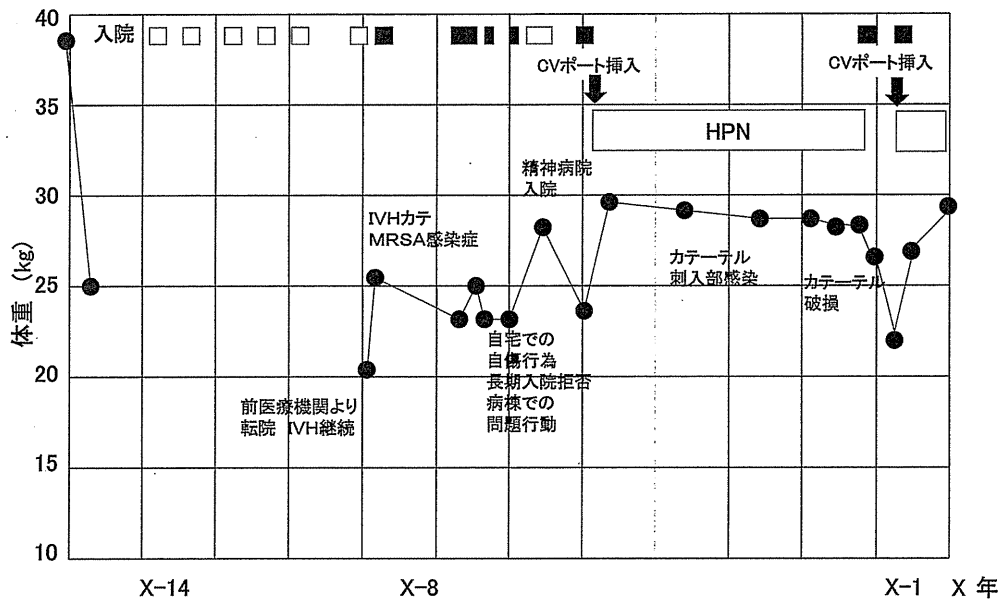 40
35
30
25
20
15
10
体重 (kg)
入院
CVポート挿入
CVポート挿入
HPN
精神病院
入院
IVHカテ
MRSA感染症
カテーテル
刺入部感染
カテーテル
破損
自宅での
自傷行為
長期入院拒否
病棟での
問題行動
前医療機関より
転院 IVH継続
X-14
X-8
X-1
X 年